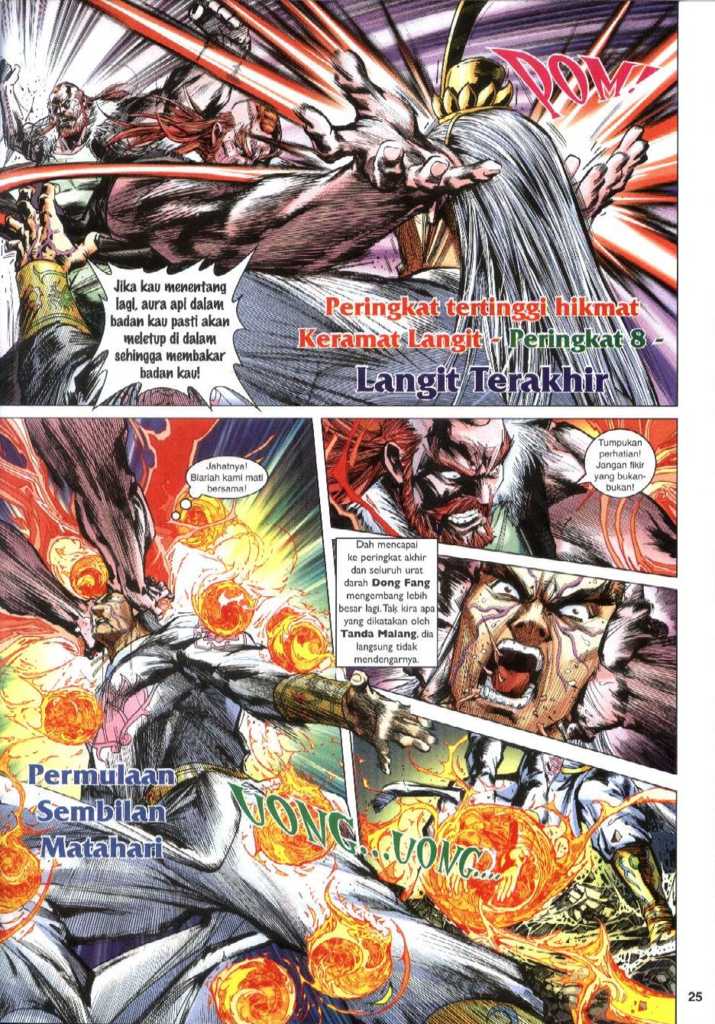 POM!
Jika kau menentang
lagi, aura api dalam
badan kau pasti akan
meletup di dalam
sehingga membakar
badan kau!
Peringkat tertinggi hikmat
Keramat Langit - Peringkat 8 -
Langit Terakhir
Jahatnya!
Biarlah kami mati
bersama!
Tumpukan
perhatian!
Jangan fikir
yang bukan-
bukan!
Dah mencapai
ke peringkat akhir
dan seluruh urat
darah Dong Fang
mengembang lebih
besar lagi. Tak kira apa
yang dikatakan oleh
Tanda Malang, dia
langsung tidak
mendengarnya.
Permulaan
Sembilan
Matahari
UONG...UONG....
25